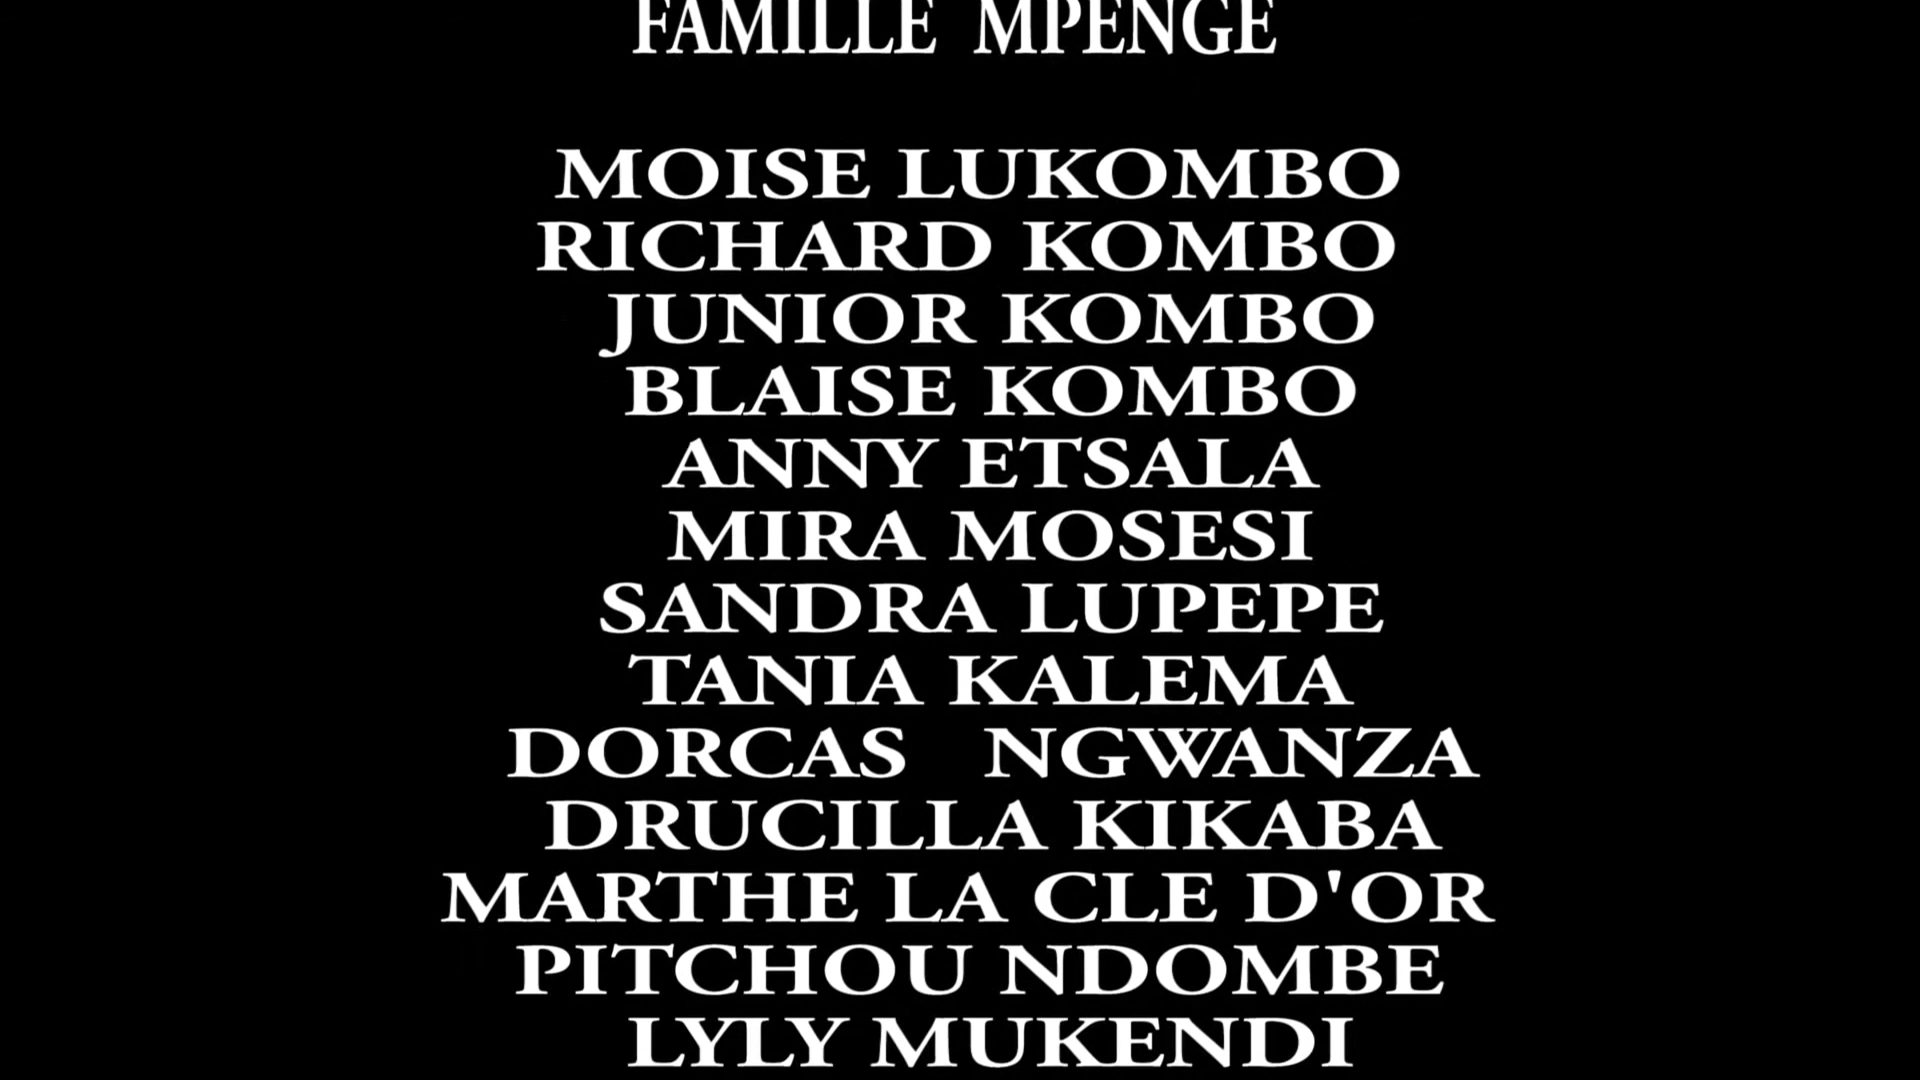 FAMILLE MPENGE
MOISE LUKOMBO
RICHARD KOMBO
JUNIOR KOMBO
BLAISE KOMBO
ANNY ETSALA
MIRA MOSESI
SANDRA LUPEPE
TANIA KALEMA
DORCAS NGWANZA
DRUCILLA KIKABA
MARTHE LA CLE D'OR
PITCHOU NDOMBE
LYLY MUKENDI